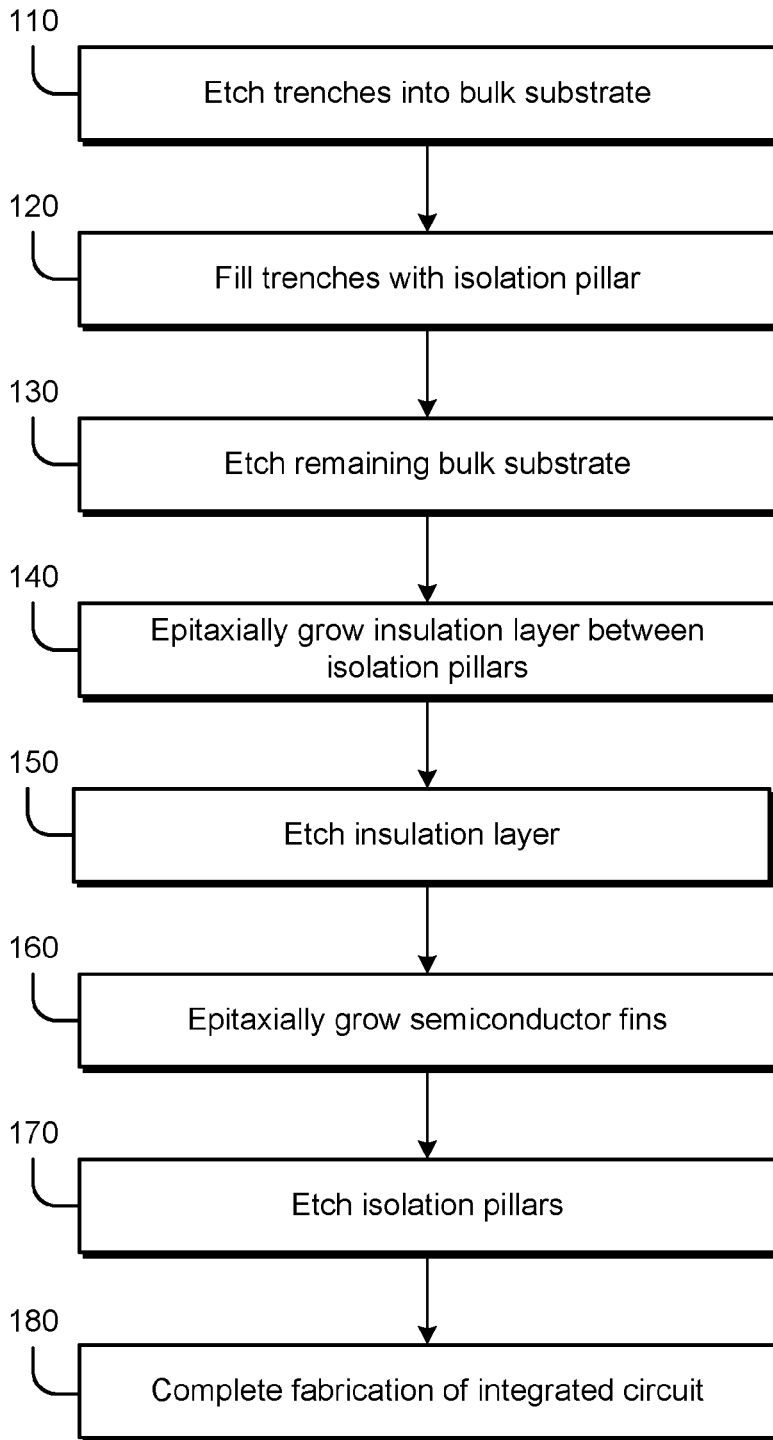 110
Etch trenches into bulk substrate
120
Fill trenches with isolation pillar
130
Etch remaining bulk substrate
140
Epitaxially grow insulation layer between
isolation pillars
150
Etch insulation layer
160
Epitaxially grow semiconductor fins
170
Etch isolation pillars
180
Complete fabrication of integrated circuit